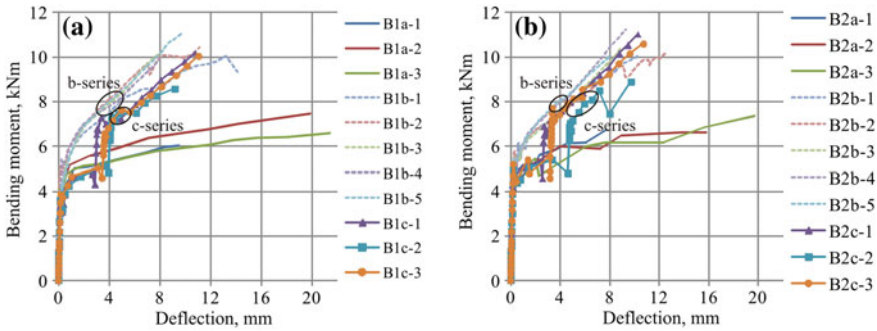 (a)
Bending moment, kNm
12
10
8
6
4
2
0
b-series
c-series
0 4 8 12 16 20
Deflection, mm
B1a-1
B1a-2
B1a-3
B1b-1
B1b-2
B1b-3
B1b-4
B1b-5
B1c-1
B1c-2
B1c-3
(b)
Bending moment, kNm
12
10
8
6
4
2
0
b-series
c-series
0 4 8 12 16 20
Deflection, mm
B2a-1
B2a-2
B2a-3
B2b-1
B2b-2
B2b-3
B2b-4
B2b-5
B2c-1
B2c-2
B2c-3